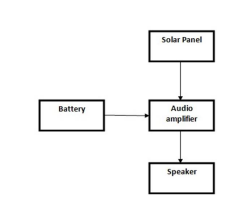 Solar Panel
Battery
Audio
amplifier
Speaker